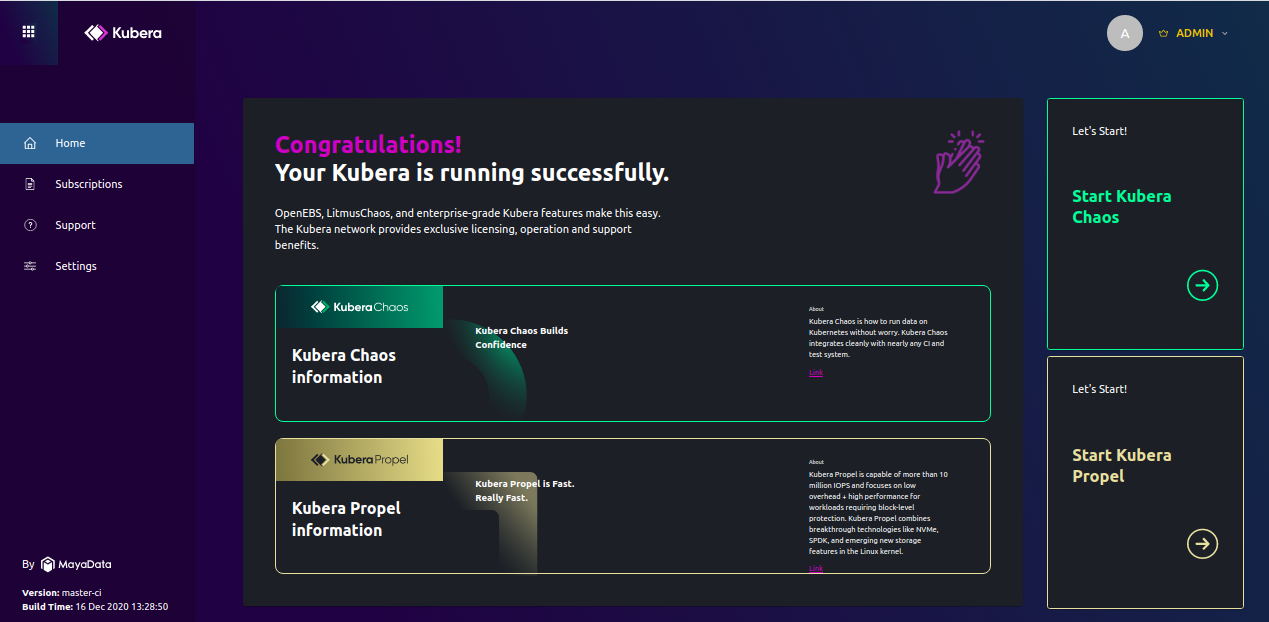 Kubera
A
ADMIN
Home
Subscriptions
Support
Settings
By MayaData
Version: master-ci
Build Time: 16 Dec 2020 13:28:50
Congratulations!
Your Kubera is running successfully.
OpenEBS, LitmusChaos, and enterprise-grade Kubera features make this easy.
The Kubera network provides exclusive licensing, operation and support
benefits.
Kubera Chaos
Kubera Chaos
information
Kubera Chaos Builds
Confidence
About
Kubera Chaos is how to run data on
Kubernetes without worry. Kubera Chaos
integrates cleanly with nearly any CI and
test system.
Link
Kubera Propel
Kubera Propel
information
Kubera Propel is Fast.
Really Fast.
About
Kubera Propel is capable of more than 10
million IOPS and focuses on low
overhead + high performance for
workloads requiring block-level
protection. Kubera Propel combines
breakthrough technologies like NVMe,
SPDK, and emerging new storage
features in the Linux kernel.
Link
Let's Start!
Start Kubera
Chaos
Let's Start!
Start Kubera
Propel